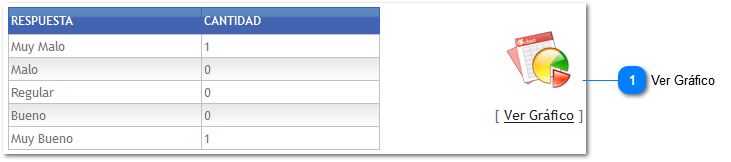 RESPUESTA CANTIDAD
Muy Malo 1
Malo 0
Regular 0
Bueno 0
Muy Bueno 1
[ Ver Gráfico ]
1 Ver Gráfico